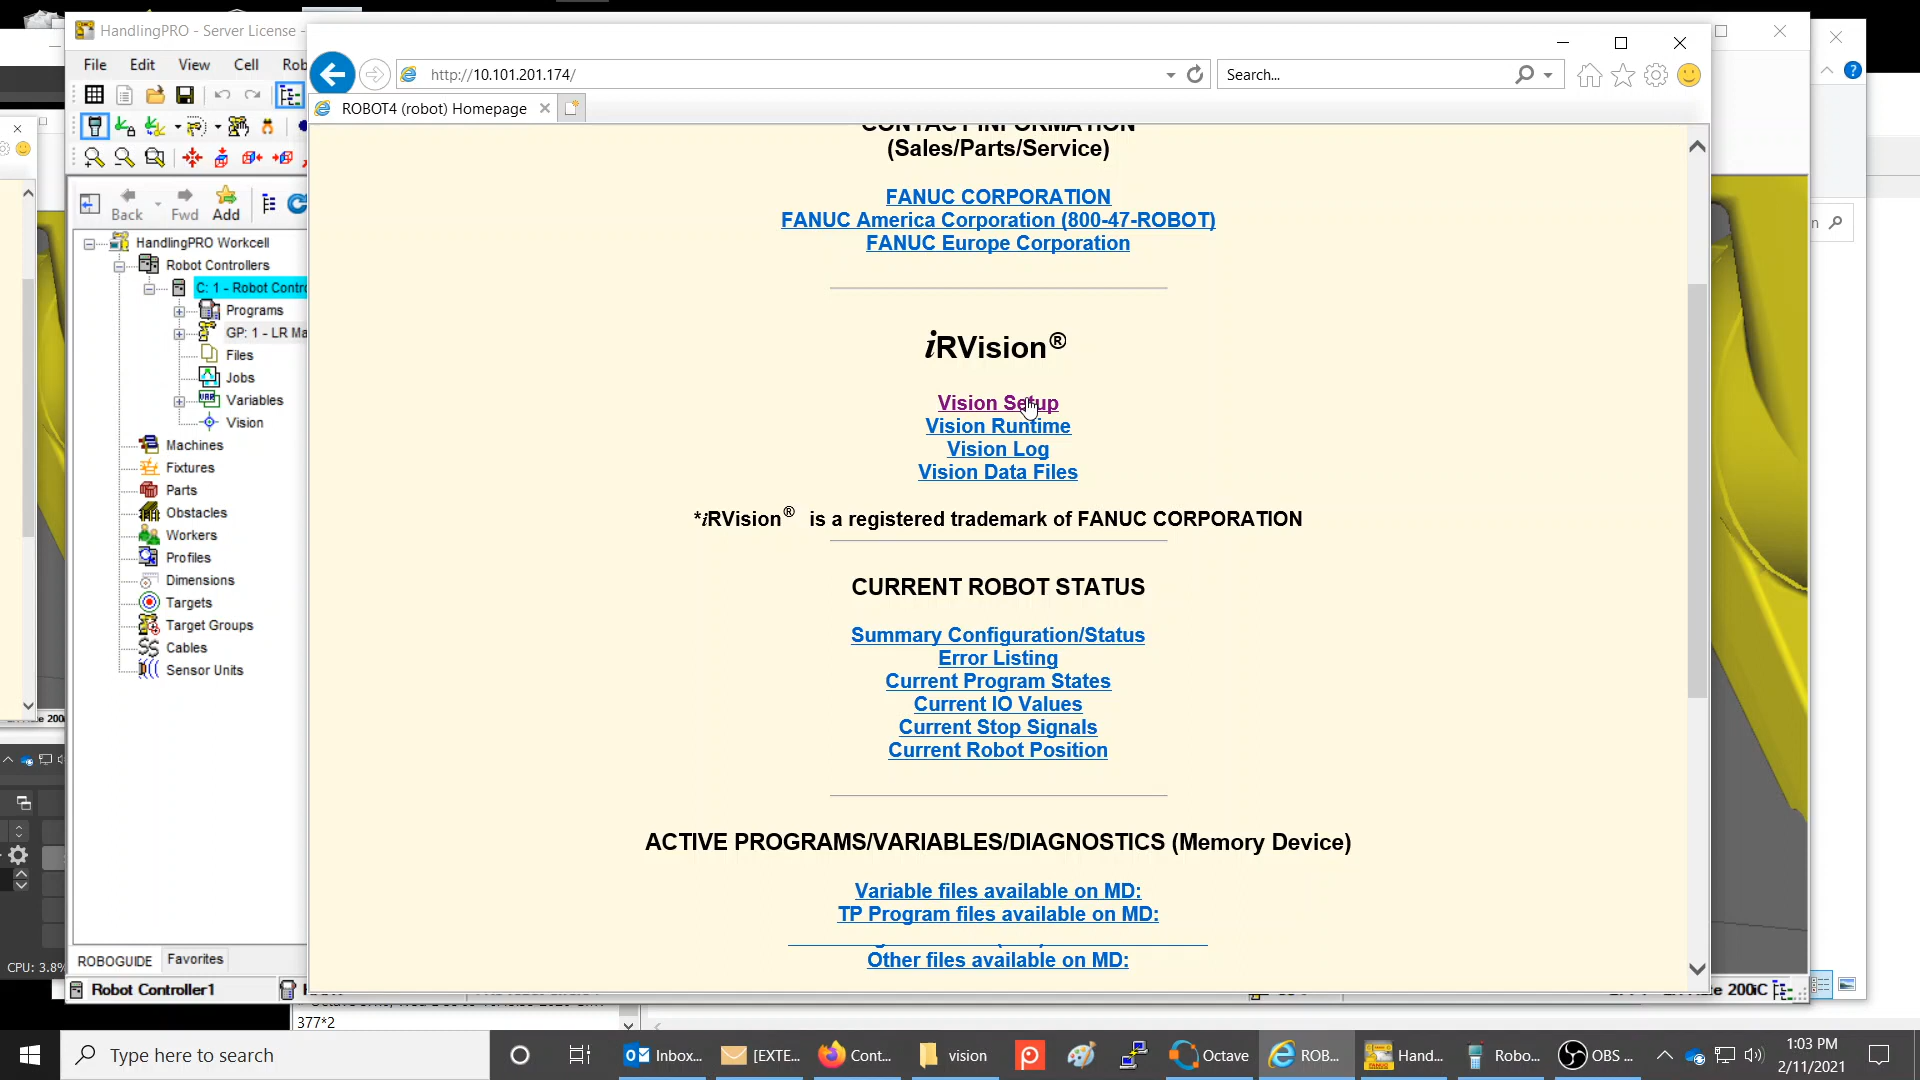 HandlingPRO - Server License -
File Edit View Cell Rob
http://10.101.201.174/
Search...
ROBOT4 (robot) Homepage
Back Fwd Add
HandlingPRO Workcell
Robot Controllers
C: 1 - Robot Contro
Programs
GP: 1 - LR Ma
Files
Jobs
Variables
Vision
Machines
Fixtures
Parts
Obstacles
Workers
Profiles
Dimensions
Targets
Target Groups
Cables
Sensor Units
ROBOGUIDE Favorites
Robot Controller1
CONTACT INFORMATION
(Sales/Parts/Service)
FANUC CORPORATION
FANUC America Corporation (800-47-ROBOT)
FANUC Europe Corporation
iRVision®
Vision Setup
Vision Runtime
Vision Log
Vision Data Files
*iRVision® is a registered trademark of FANUC CORPORATION
CURRENT ROBOT STATUS
Summary Configuration/Status
Error Listing
Current Program States
Current IO Values
Current Stop Signals
Current Robot Position
ACTIVE PROGRAMS/VARIABLES/DIAGNOSTICS (Memory Device)
Variable files available on MD:
TP Program files available on MD:
Other files available on MD:
200iC
CPU: 3.8%
377*2
Type here to search
Inbox... [EXTE... Cont... vision Octave ROB... Hand... Robo... OBS ...
1:03 PM
2/11/2021